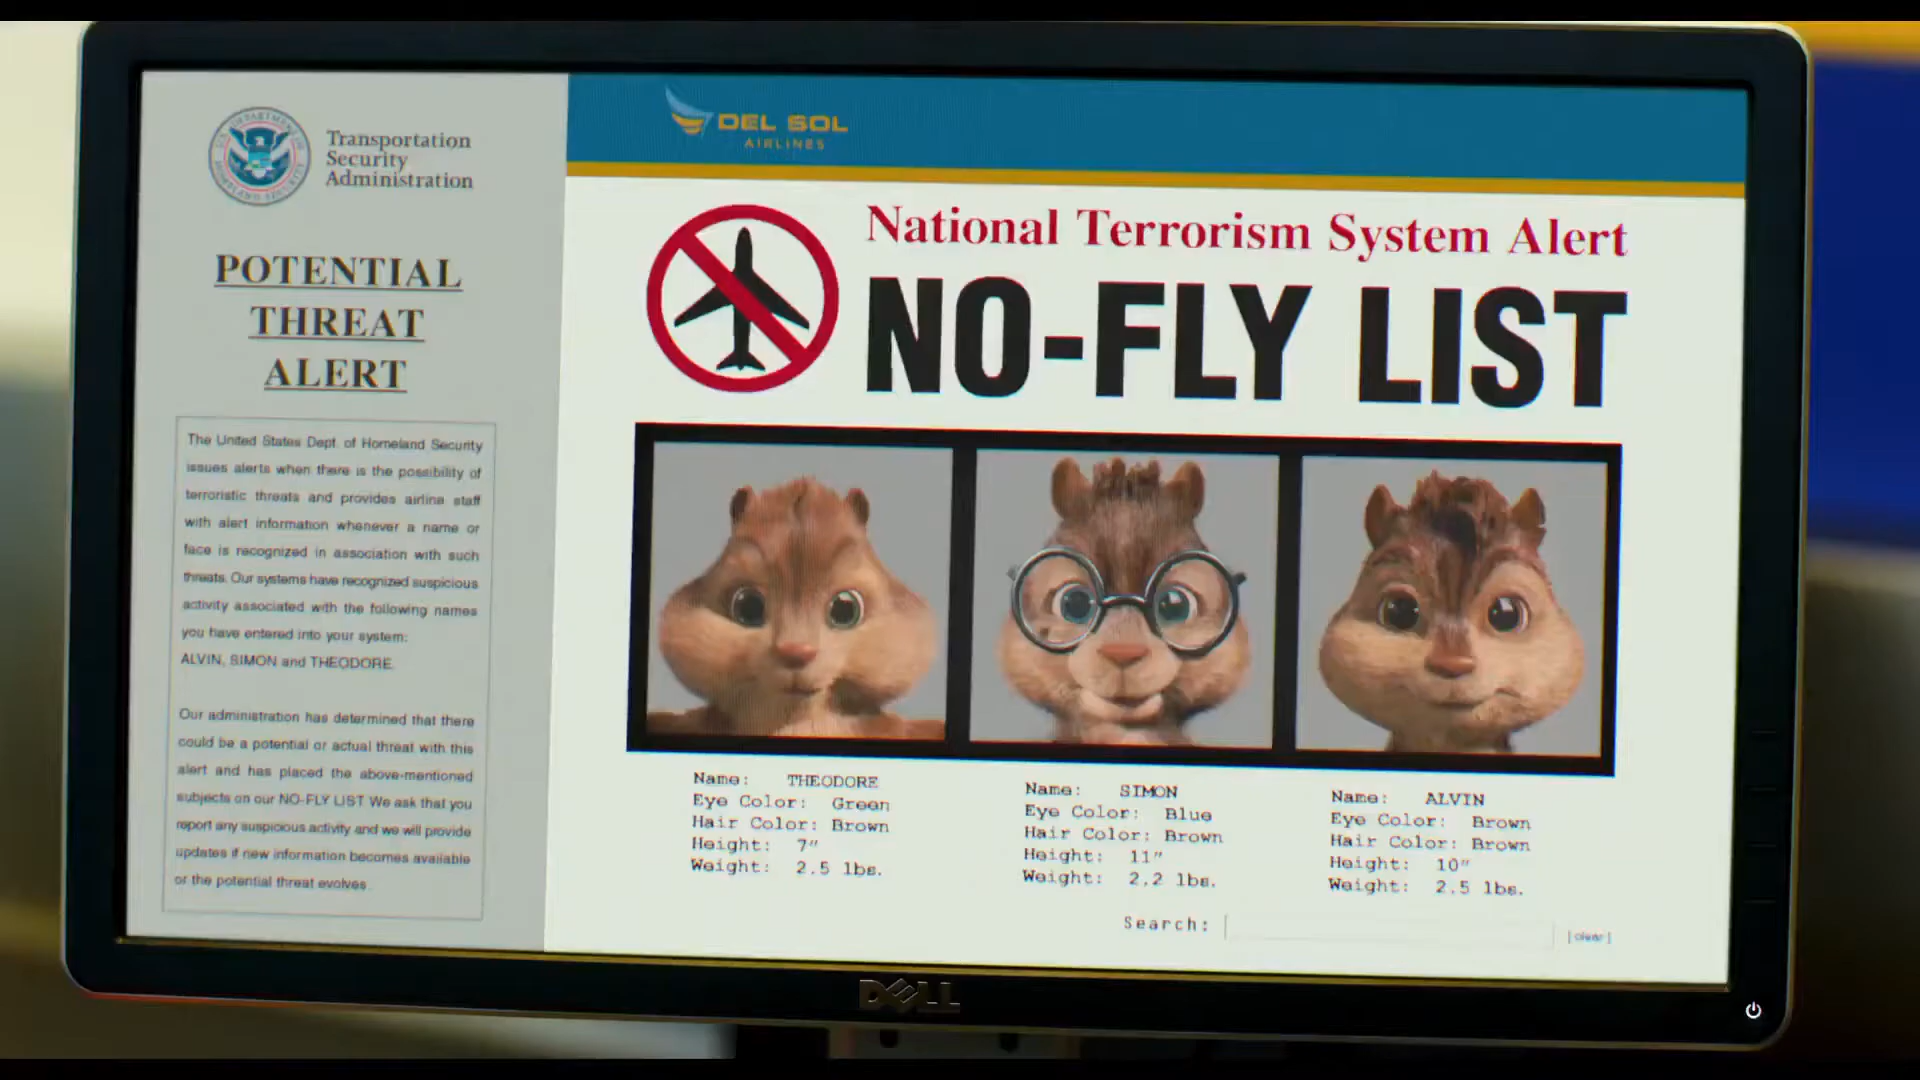 U.S. DEPARTMENT OF
HOMELAND SECURITY
Transportation
Security
Administration
POTENTIAL
THREAT
ALERT
The United States Dept. of Homeland Security
issues alerts when there is the possibility of
terroristic threats and provides airline staff
with alert information whenever a name or
face is recognized in association with such
threats. Our systems have recognized suspicious
activity associated with the following names
you have entered into your system:
ALVIN, SIMON and THEODORE.
Our administration has determined that there
could be a potential or actual threat with this
alert and has placed the above-mentioned
subjects on our NO-FLY LIST We ask that you
report any suspicious activity and we will provide
updates if new information becomes available
or the potential threat evolves.
DEL SOL
AIRLINES
National Terrorism System Alert
NO-FLY LIST
Name: THEODORE
Eye Color: Green
Hair Color: Brown
Height: 7"
Weight: 2.5 lbs.
Name: SIMON
Eye Color: Blue
Hair Color: Brown
Height: 11"
Weight: 2.2 lbs.
Name: ALVIN
Eye Color: Brown
Hair Color: Brown
Height: 10"
Weight: 2.5 lbs.
Search:
[clear]
DELL